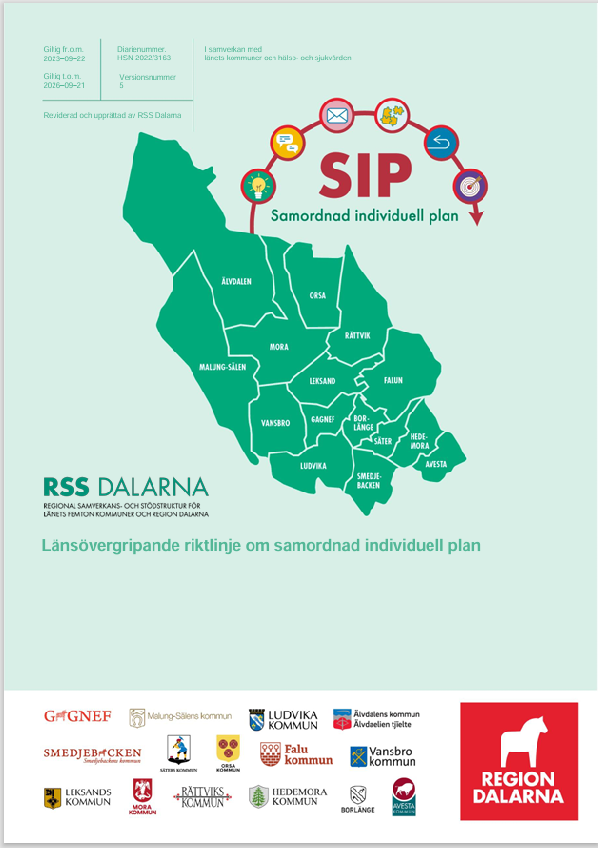 Giltig fr.o.m.
2023-09-22
Diarienummer.
HSN 2022/3163
I samverkan med
länets kommuner och hälso- och sjukvården
Giltig t.o.m.
2026-09-21
Versionsnummer
5
Reviderad och upprättad av RSS Dalarna
SIP
Samordnad individuell plan
ÄLVDALEN
ORSA
RÄTTVIK
MORA
MALUNG-SÄLEN
LEKSAND
FALUN
VANSBRO
GAGNEF
BOR-
LÄNGE
SÄTER
HEDE-
MORA
AVESTA
LUDVIKA
SMEDJE-
BACKEN
RSS DALARNA
REGIONAL SAMVERKANS- OCH STÖDSTRUKTUR FÖR
LÄNETS FEMTON KOMMUNER OCH REGION DALARNA
Länsövergripande riktlinje om samordnad individuell plan
GAGNEF
Malung-Sälens kommun
LUDVIKA
KOMMUN
Älvdalens kommun
Älvdaelien tjielte
SMEDJEBACKEN
Smedjebackens kommun
SÄTERS KOMMUN
ORSA
KOMMUN
Falu
kommun
Vansbro
kommun
LEKSANDS
KOMMUN
MORA
KOMMUN
RÄTTVIKS
KOMMUN
HEDEMORA
KOMMUN
BORLÄNGE
AVESTA
REGION
DALARNA